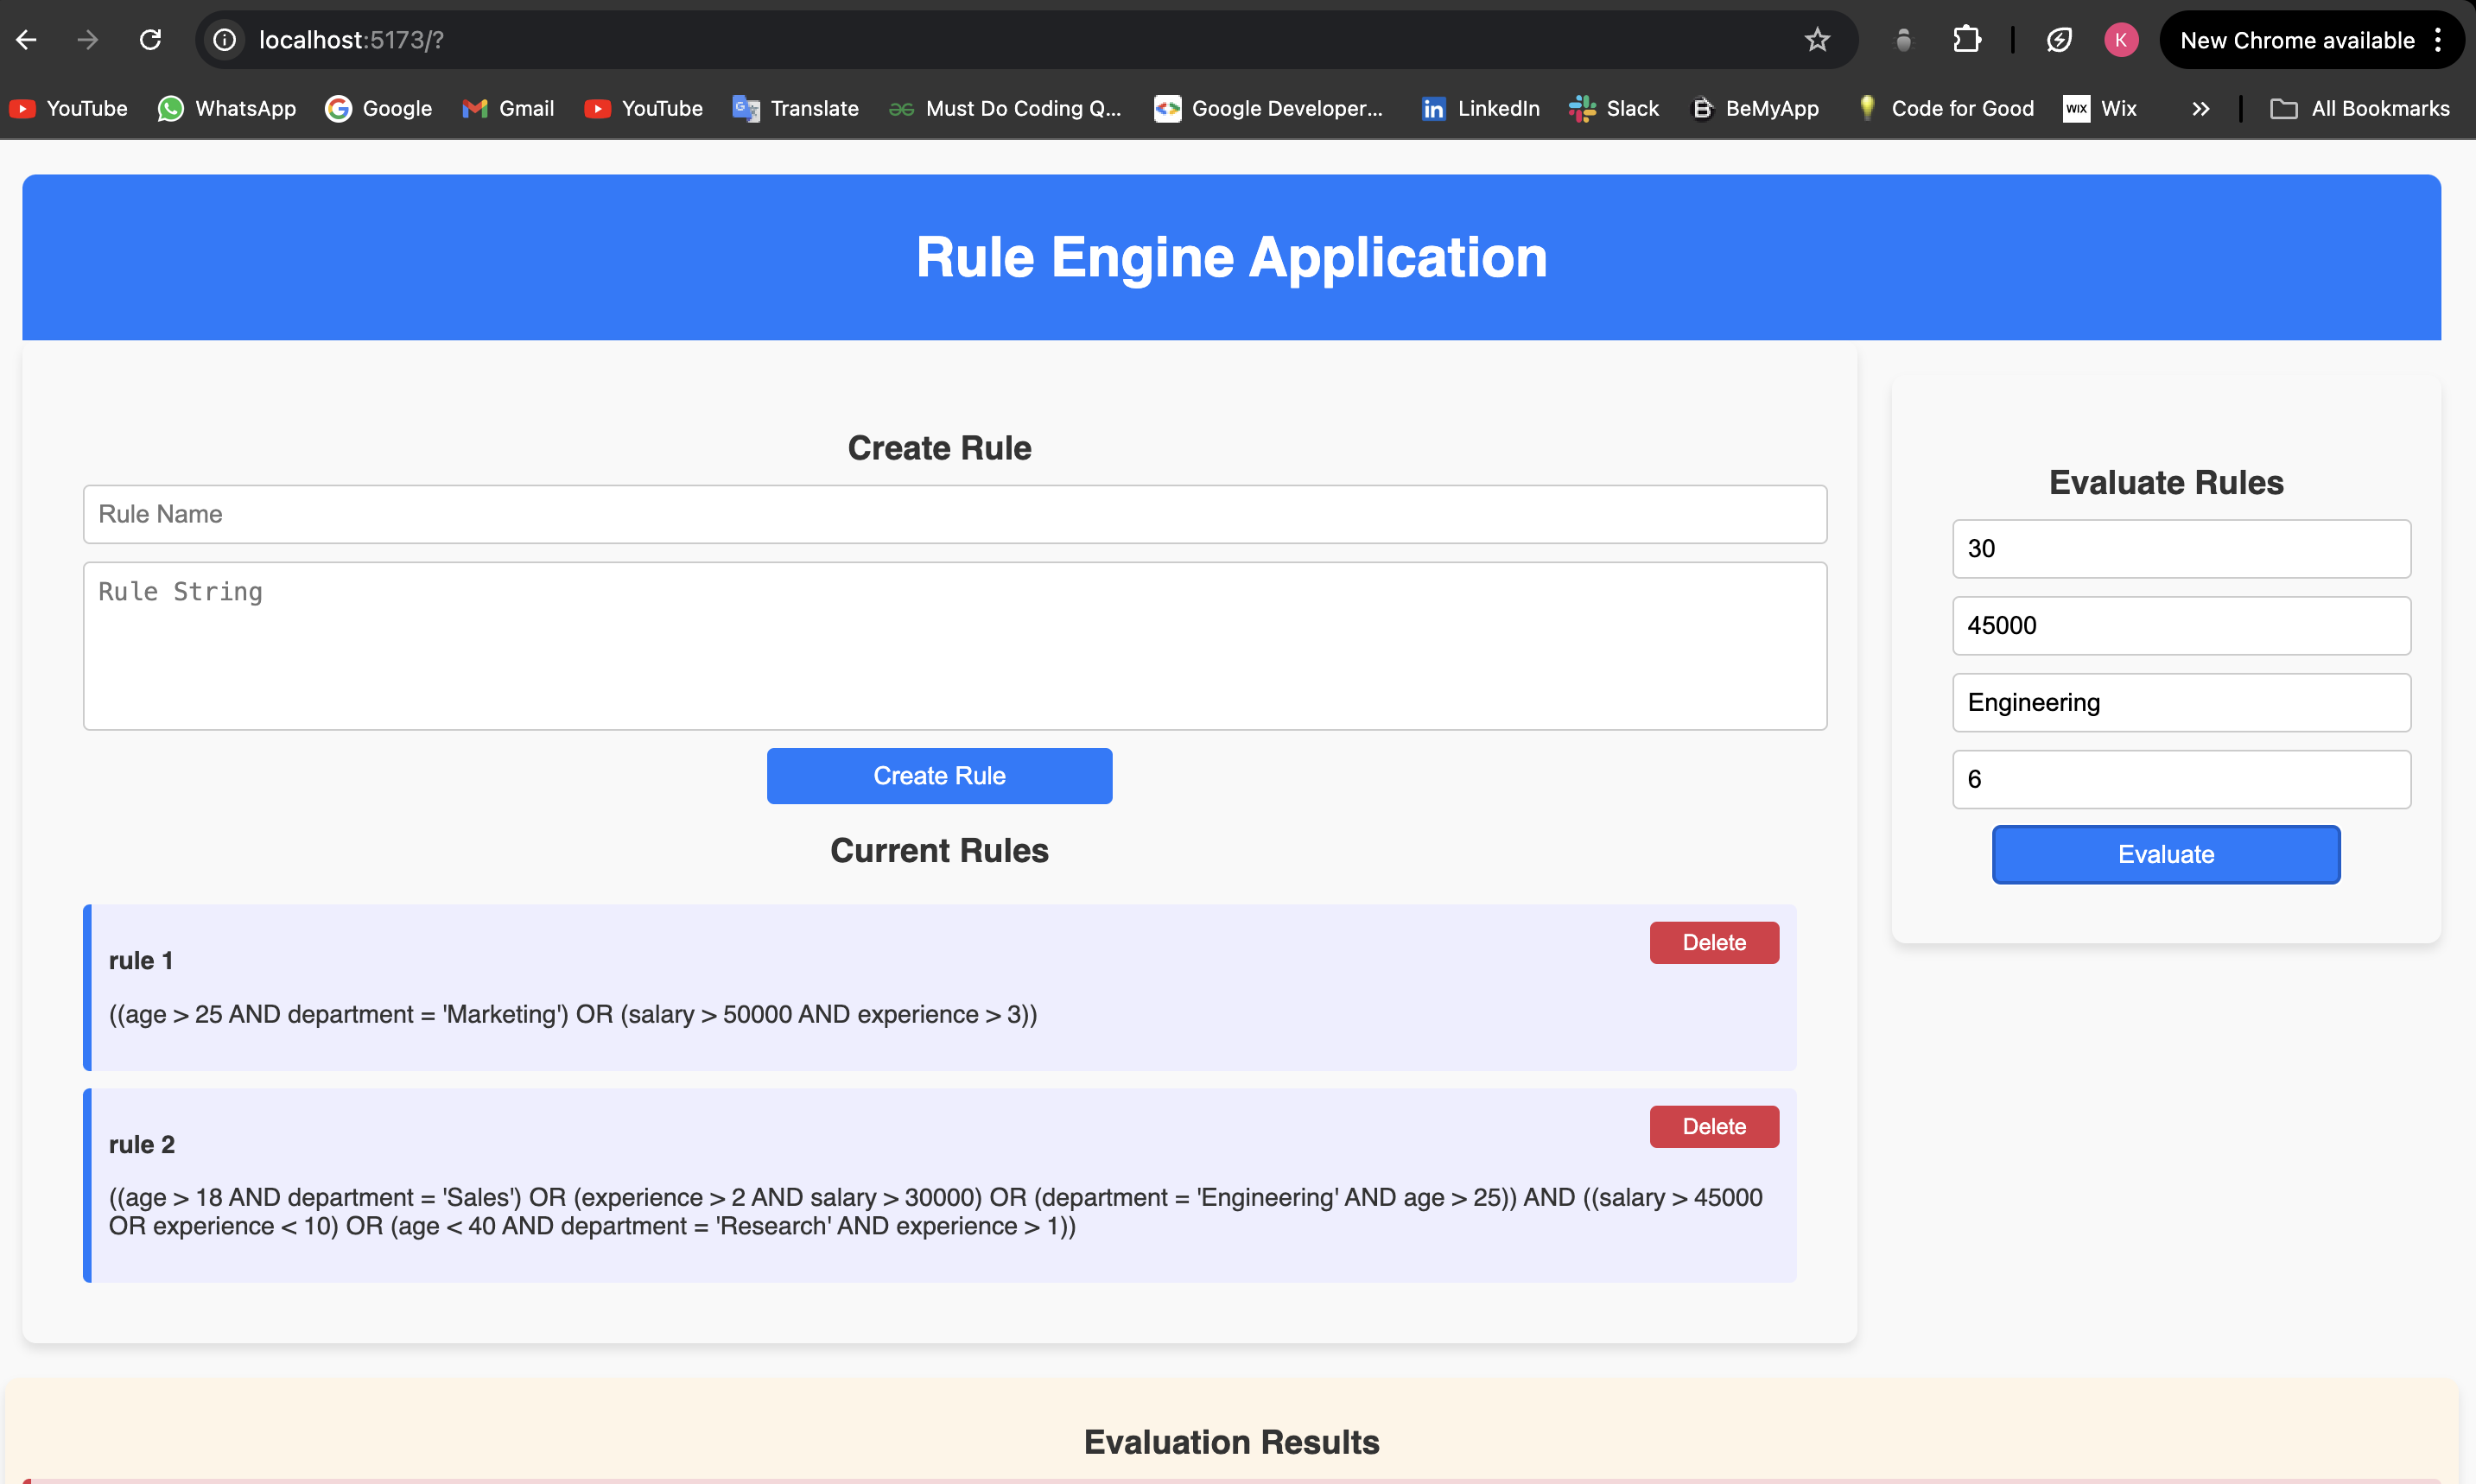 localhost:5173/?
K
New Chrome available
YouTube
WhatsApp
Google
Gmail
YouTube
Translate
Must Do Coding Q...
Google Developer...
LinkedIn
Slack
BeMyApp
Code for Good
WiX
Wix
All Bookmarks
Rule Engine Application
Create Rule
Rule Name
Rule String
Create Rule
Current Rules
rule 1
Delete
((age > 25 AND department = 'Marketing') OR (salary > 50000 AND experience > 3))
rule 2
Delete
((age > 18 AND department = 'Sales') OR (experience > 2 AND salary > 30000) OR (department = 'Engineering' AND age > 25)) AND ((salary > 45000
OR experience < 10) OR (age < 40 AND department = 'Research' AND experience > 1))
Evaluate Rules
30
45000
Engineering
6
Evaluate
Evaluation Results